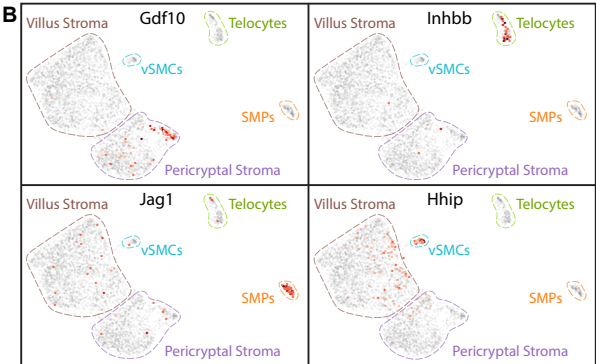 B
Gdf10
Villus Stroma
Telocytes
vSMCs
SMPs
Pericryptal Stroma
Inhbb
Villus Stroma
Telocytes
vSMCs
SMPs
Pericryptal Stroma
Jag1
Villus Stroma
Telocytes
vSMCs
SMPs
Pericryptal Stroma
Hhip
Villus Stroma
Telocytes
vSMCs
SMPs
Pericryptal Stroma